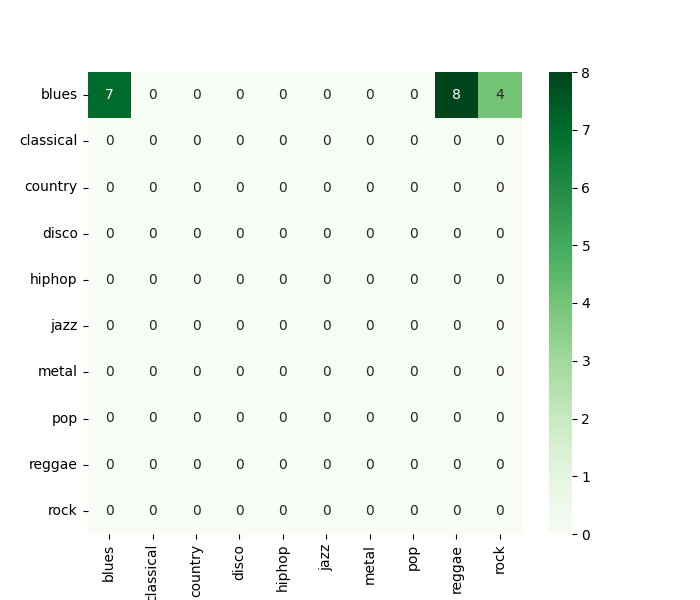 blues 7 0 0 0 0 0 0 0 8 4
classical 0 0 0 0 0 0 0 0 0 0
country 0 0 0 0 0 0 0 0 0 0
disco 0 0 0 0 0 0 0 0 0 0
hiphop 0 0 0 0 0 0 0 0 0 0
jazz 0 0 0 0 0 0 0 0 0 0
metal 0 0 0 0 0 0 0 0 0 0
pop 0 0 0 0 0 0 0 0 0 0
reggae 0 0 0 0 0 0 0 0 0 0
rock 0 0 0 0 0 0 0 0 0 0
blues
classical
country
disco
hiphop
jazz
metal
pop
reggae
rock
8
7
6
5
4
3
2
1
0